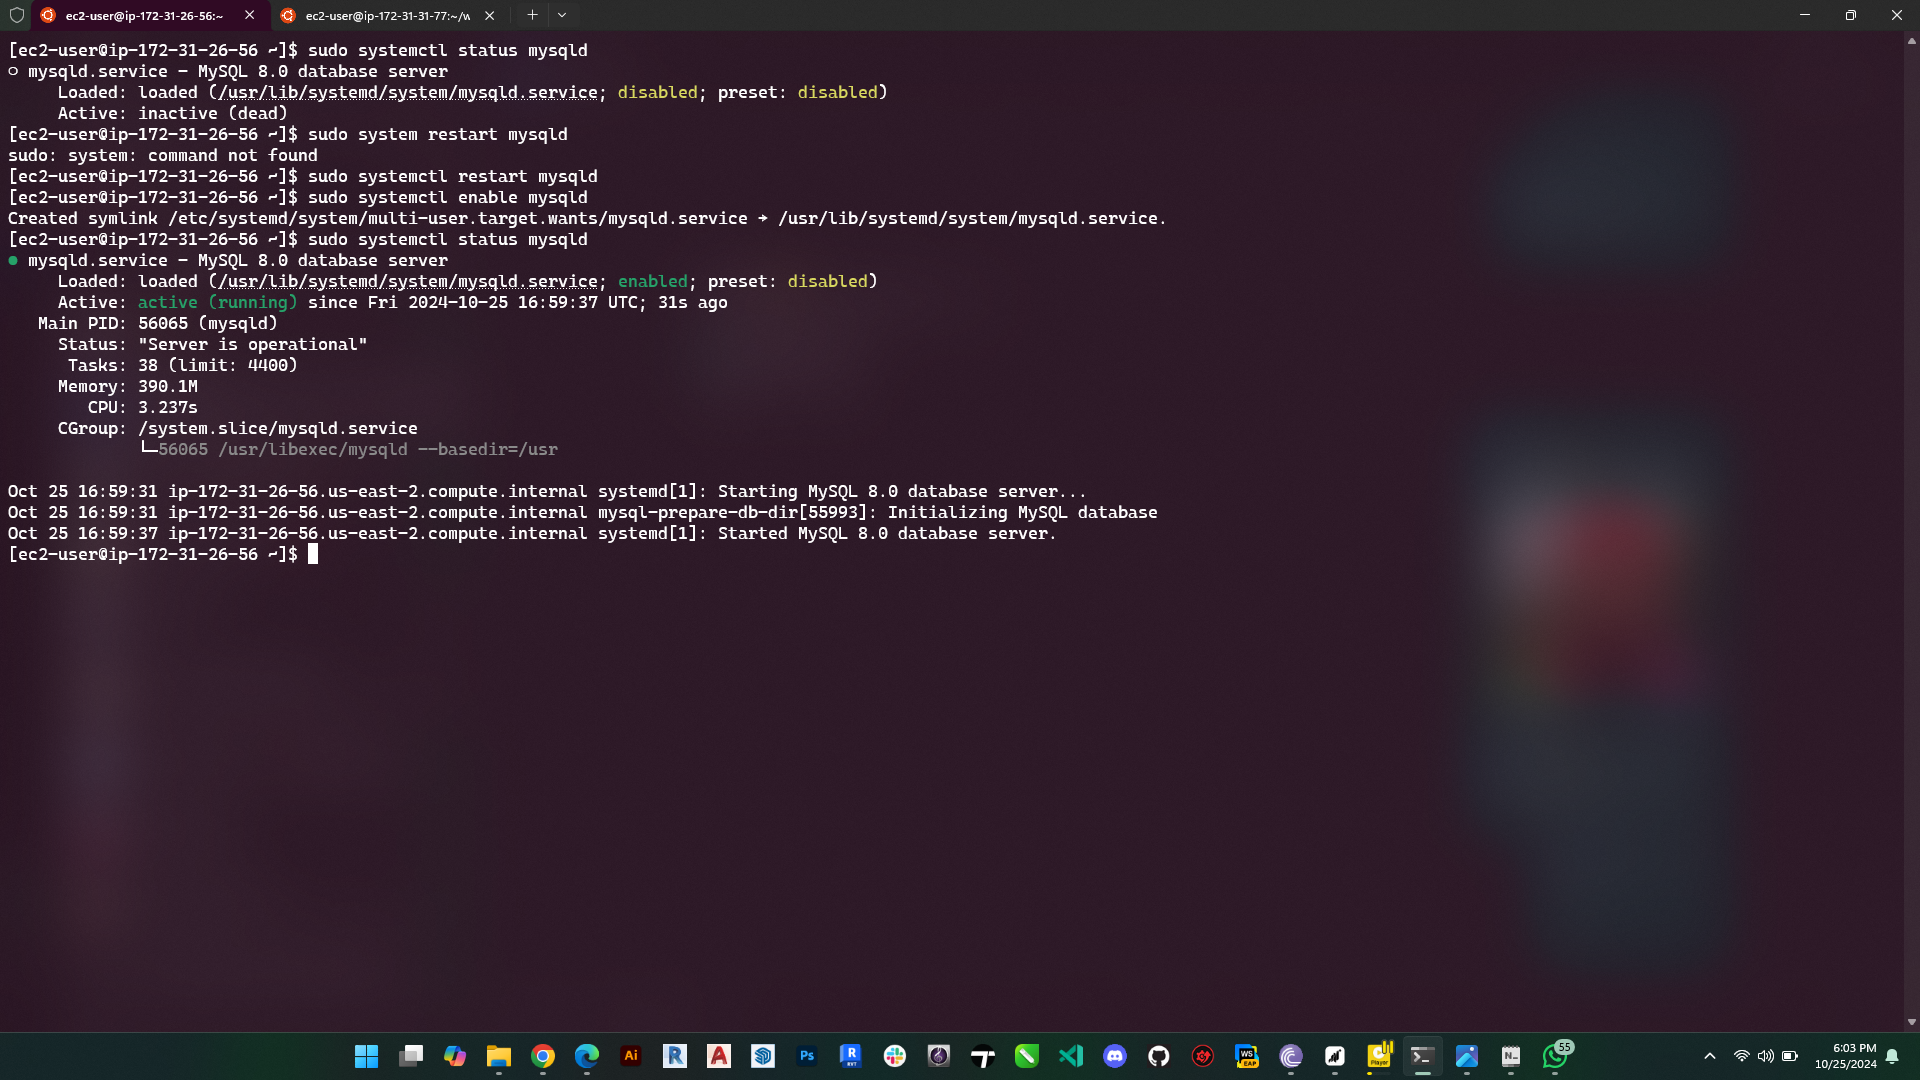 ec2-user@ip-172-31-26-56:~
ec2-user@ip-172-31-31-77:~/w
[ec2-user@ip-172-31-26-56 ~]$ sudo systemctl status mysqld
○ mysqld.service - MySQL 8.0 database server
     Loaded: loaded (/usr/lib/systemd/system/mysqld.service; disabled; preset: disabled)
     Active: inactive (dead)
[ec2-user@ip-172-31-26-56 ~]$ sudo system restart mysqld
sudo: system: command not found
[ec2-user@ip-172-31-26-56 ~]$ sudo systemctl restart mysqld
[ec2-user@ip-172-31-26-56 ~]$ sudo systemctl enable mysqld
Created symlink /etc/systemd/system/multi-user.target.wants/mysqld.service → /usr/lib/systemd/system/mysqld.service.
[ec2-user@ip-172-31-26-56 ~]$ sudo systemctl status mysqld
● mysqld.service - MySQL 8.0 database server
     Loaded: loaded (/usr/lib/systemd/system/mysqld.service; enabled; preset: disabled)
     Active: active (running) since Fri 2024-10-25 16:59:37 UTC; 31s ago
   Main PID: 56065 (mysqld)
     Status: "Server is operational"
      Tasks: 38 (limit: 4400)
     Memory: 390.1M
        CPU: 3.237s
     CGroup: /system.slice/mysqld.service
             └─56065 /usr/libexec/mysqld --basedir=/usr
Oct 25 16:59:31 ip-172-31-26-56.us-east-2.compute.internal systemd[1]: Starting MySQL 8.0 database server...
Oct 25 16:59:31 ip-172-31-26-56.us-east-2.compute.internal mysql-prepare-db-dir[55993]: Initializing MySQL database
Oct 25 16:59:37 ip-172-31-26-56.us-east-2.compute.internal systemd[1]: Started MySQL 8.0 database server.
[ec2-user@ip-172-31-26-56 ~]$
Ai
R
A
Ps
R
RVT
WS
EAP
Player
N
55
6:03 PM
10/25/2024